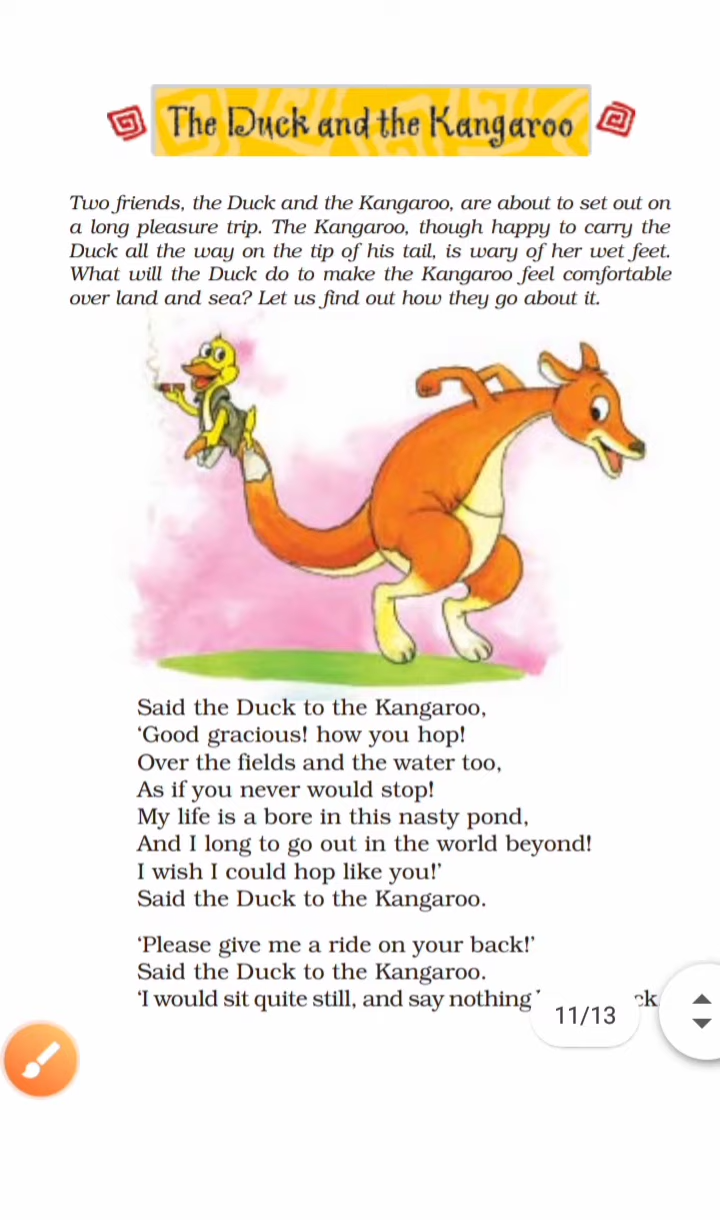 The Duck and the Kangaroo
Two friends, the Duck and the Kangaroo, are about to set out on
a long pleasure trip. The Kangaroo, though happy to carry the
Duck all the way on the tip of his tail, is wary of her wet feet.
What will the Duck do to make the Kangaroo feel comfortable
over land and sea? Let us find out how they go about it.
Said the Duck to the Kangaroo,
‘Good gracious! how you hop!
Over the fields and the water too,
As if you never would stop!
My life is a bore in this nasty pond,
And I long to go out in the world beyond!
I wish I could hop like you!’
Said the Duck to the Kangaroo.
‘Please give me a ride on your back!’
Said the Duck to the Kangaroo.
‘I would sit quite still, and say nothing
11/13